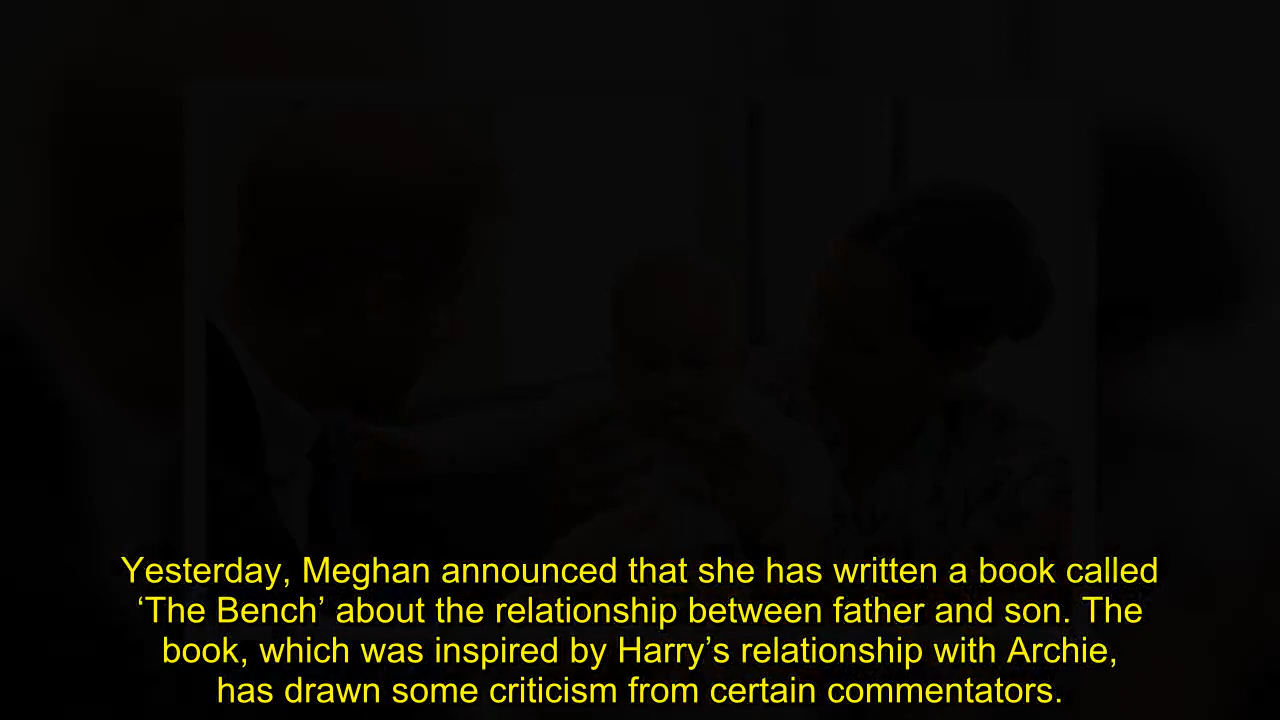 Yesterday, Meghan announced that she has written a book called
‘The Bench’ about the relationship between father and son. The
book, which was inspired by Harry’s relationship with Archie,
has drawn some criticism from certain commentators.